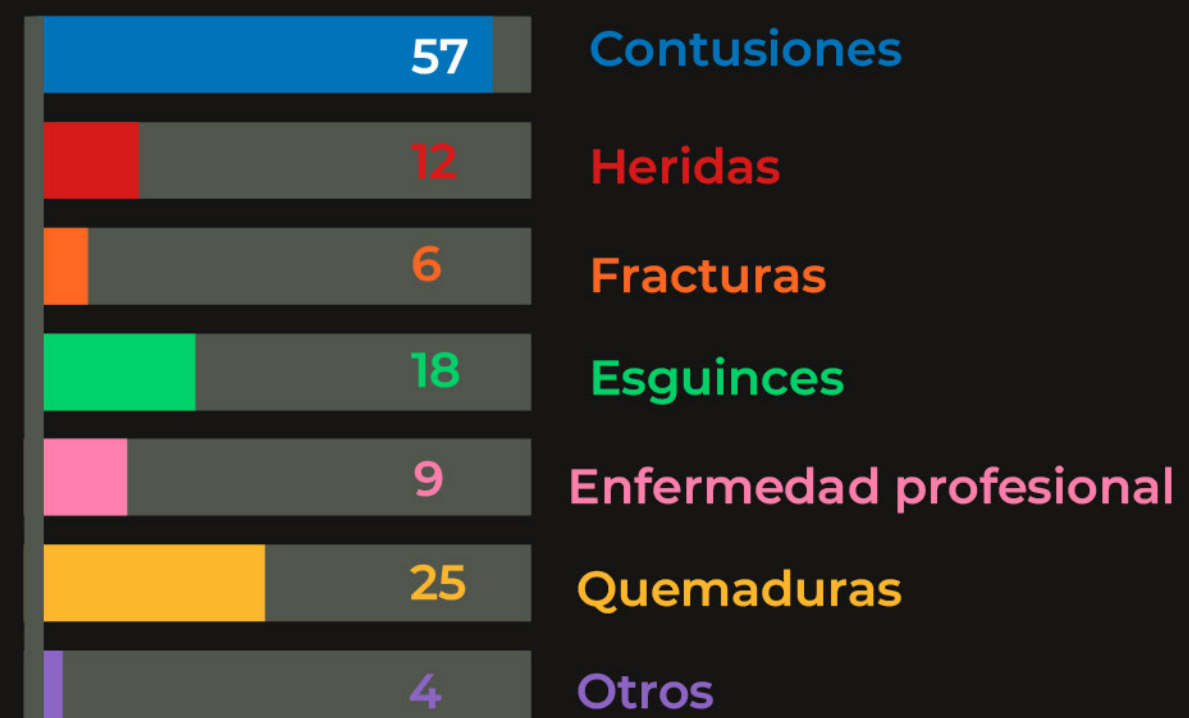 57 Contusiones
12 Heridas
6 Fracturas
18 Esguinces
9 Enfermedad profesional
25 Quemaduras
4 Otros